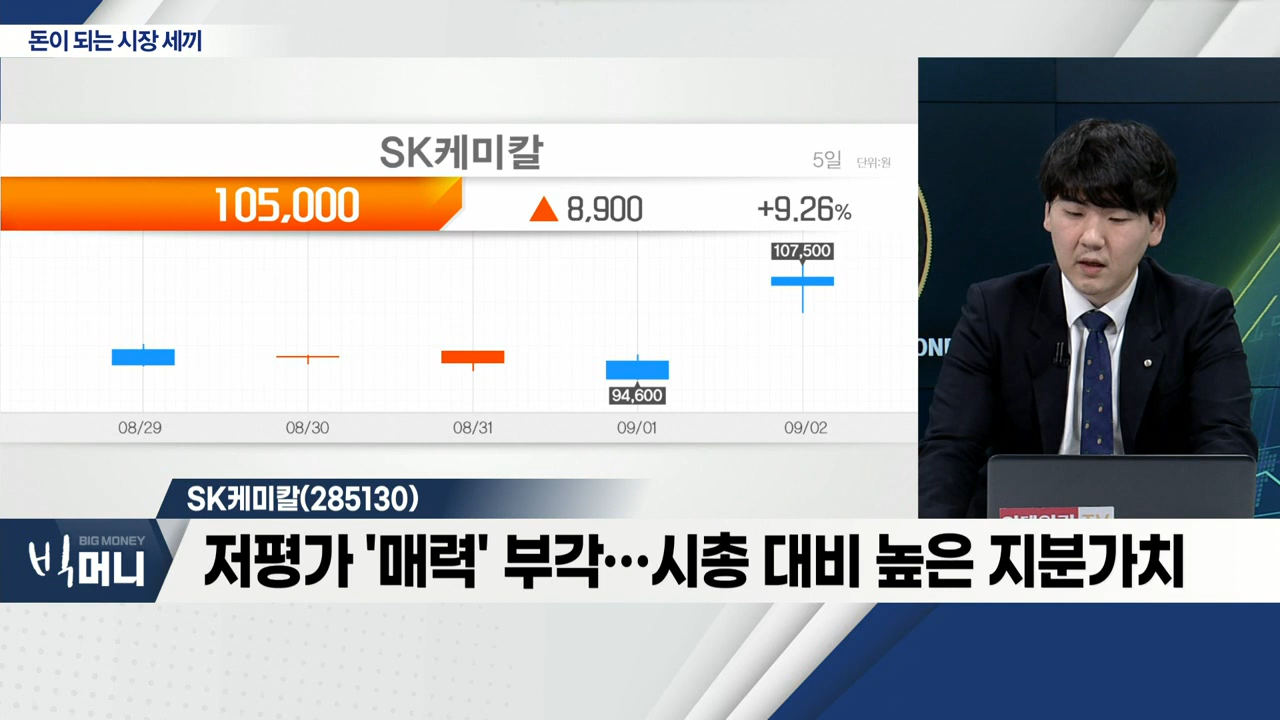 돈이 되는 시장 세끼
SK케미칼
5일 단위:원
105,000 ▲ 8,900 +9.26%
107,500
94,600
08/29 08/30 08/31 09/01 09/02
SK케미칼(285130)
BIG MONEY
빅머니
저평가 '매력' 부각…시총 대비 높은 지분가치